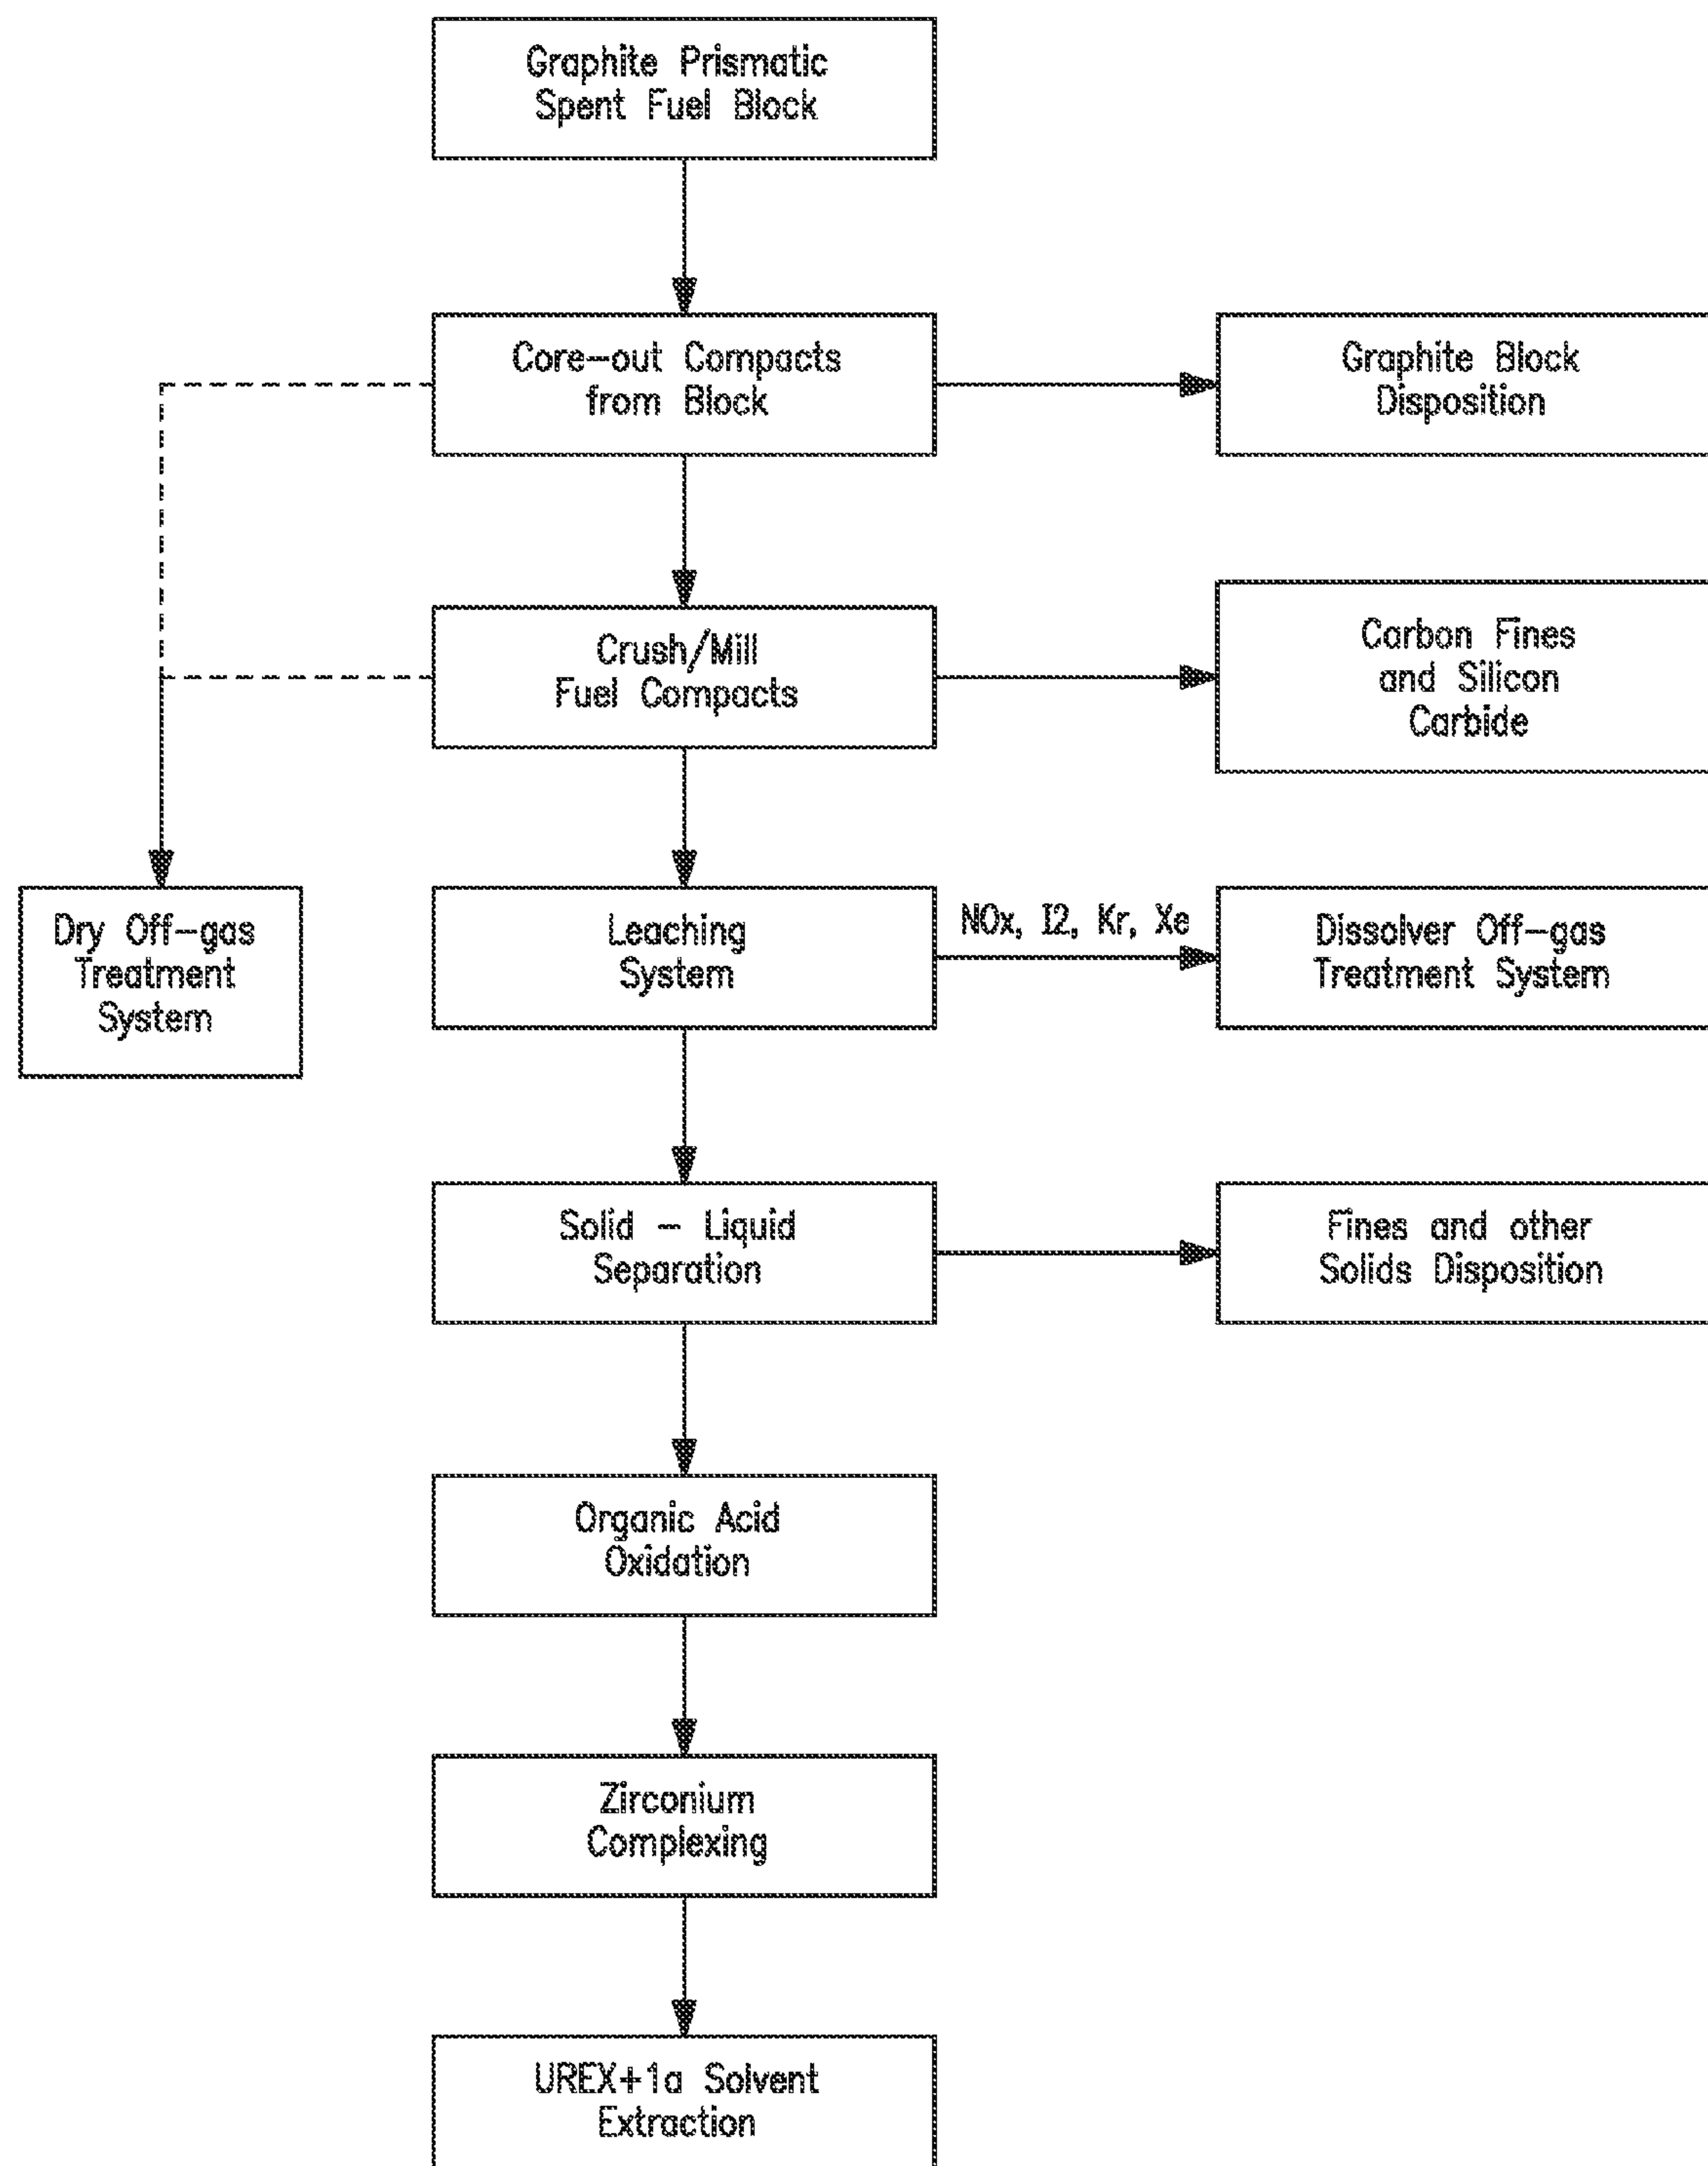 Graphite Prismatic
Spent Fuel Block
Core-out Compacts
from Block
Graphite Block
Disposition
Crush/Mill
Fuel Compacts
Carbon Fines
and Silicon
Carbide
Dry Off-gas
Treatment
System
Leaching
System
NOx, I2, Kr, Xe
Dissolver Off-gas
Treatment System
Solid - Liquid
Separation
Fines and other
Solids Disposition
Organic Acid
Oxidation
Zirconium
Complexing
UREX+1a Solvent
Extraction